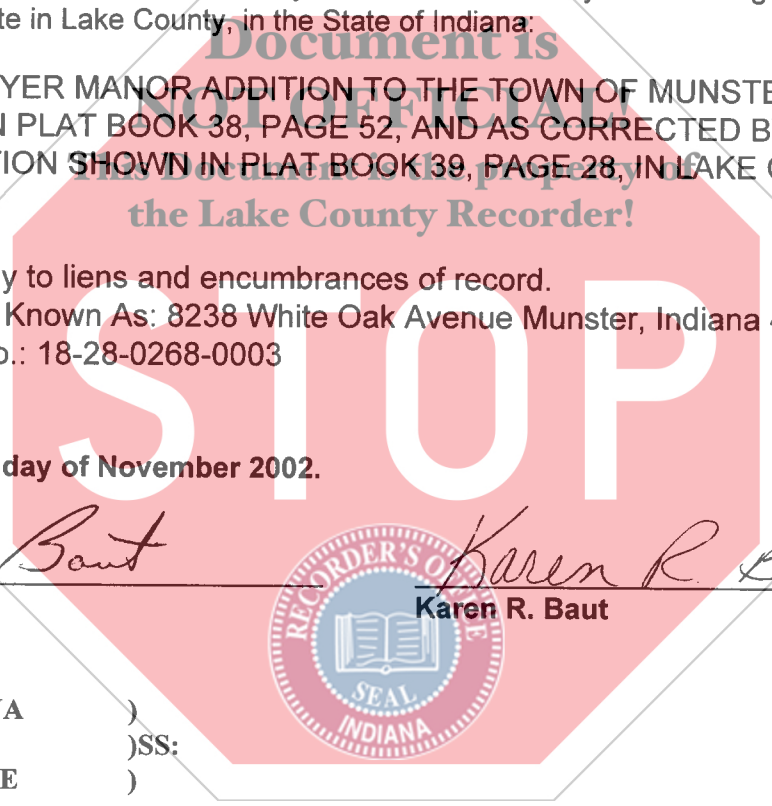 te in Lake County, in the State of Indiana:
Document is
YER MANOR ADDITION TO THE TOWN OF MUNSTE
NOT OFFICIAL!
N PLAT BOOK 38, PAGE 52, AND AS CORRECTED B
This Document is the property of
TION SHOWN IN PLAT BOOK 39, PAGE 28, IN LAKE
the Lake County Recorder!
y to liens and encumbrances of record.
Known As: 8238 White Oak Avenue Munster, Indiana
.: 18-28-0268-0003
STOP
day of November 2002.
Baut
Karen R. B
Karen R. Baut
RECORDER'S OFFICE
SEAL
INDIANA
)
)SS:
E )